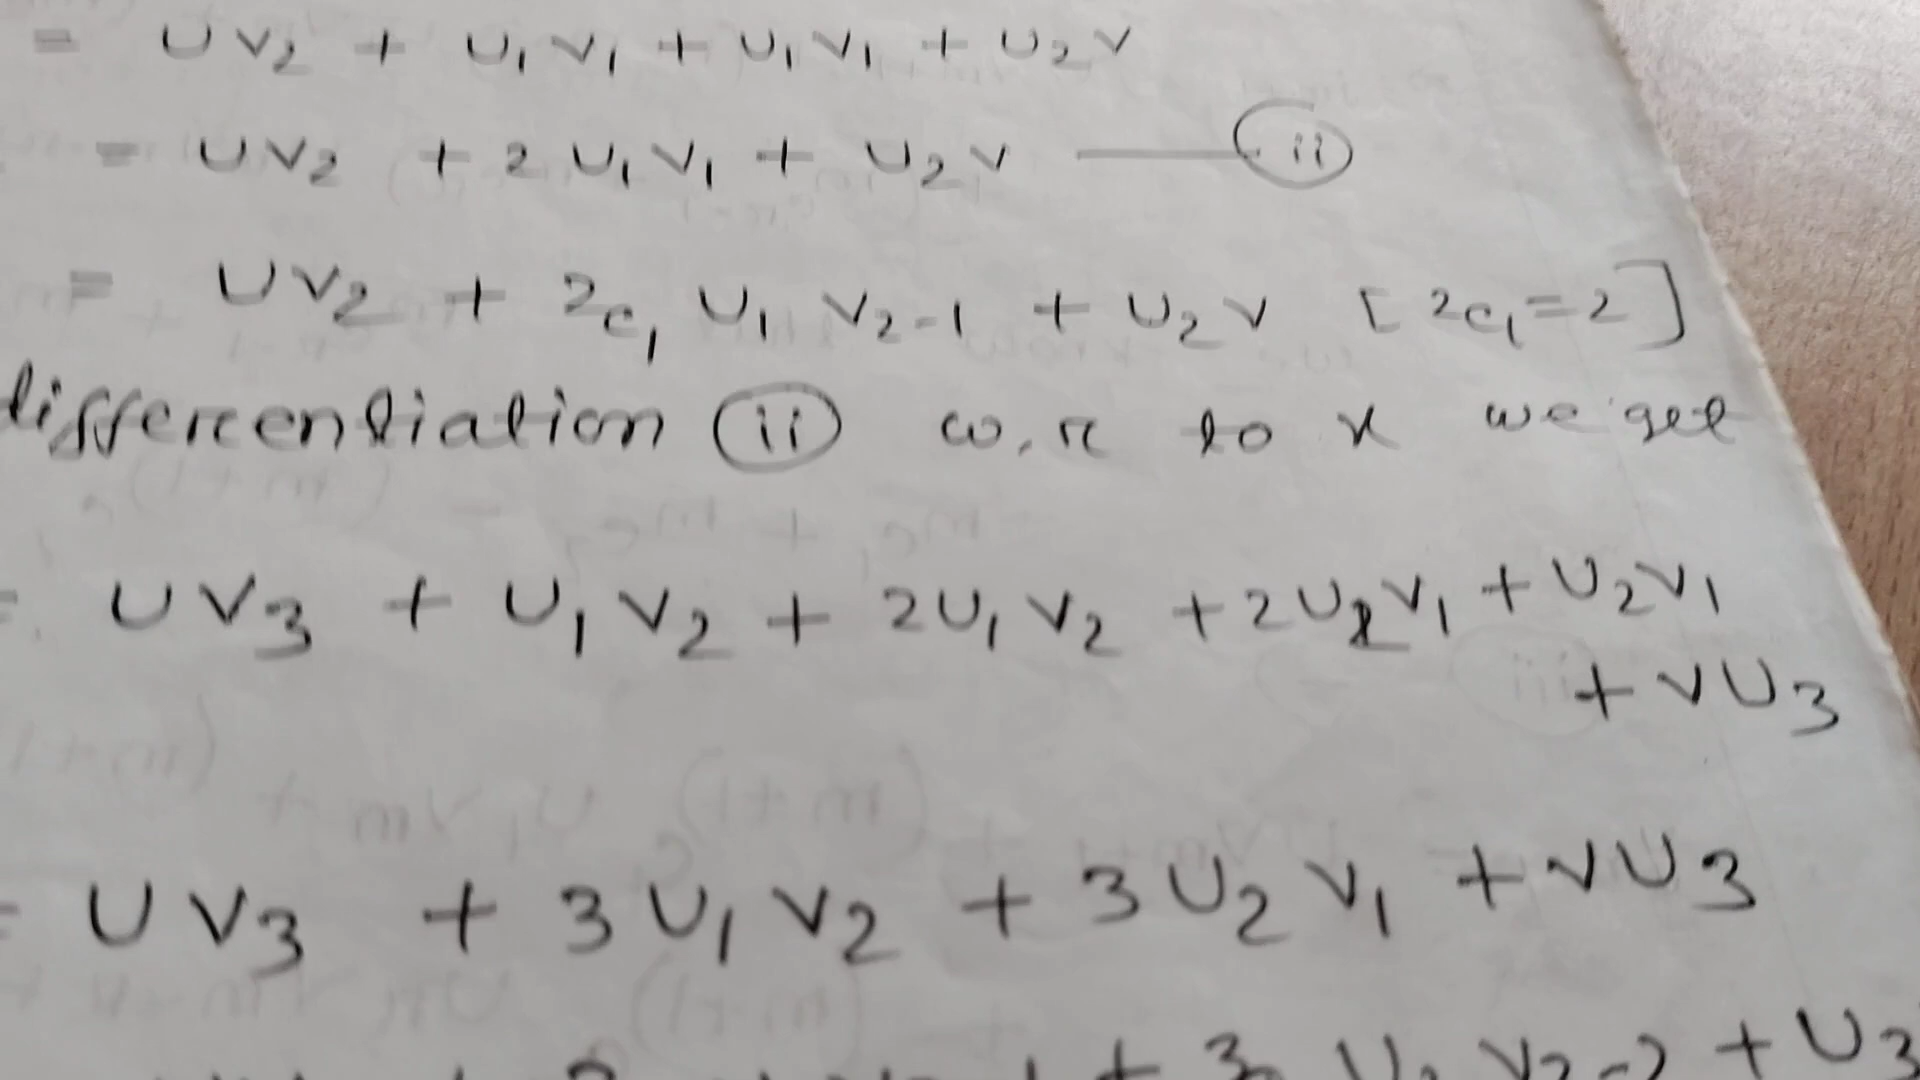 = UV₂ + U₁V₁ + U₁V₁ + U₂V
= UV₂ + 2U₁V₁ + U₂V —— (ii)
= UV₂ + 2c₁ U₁ V₂₋₁ + U₂V [2c₁=2]
differentiation (ii) w.r to x we get
= UV₃ + U₁V₂ + 2U₁V₂ + 2U₂V₁ + U₂V₁
+ VU₃
= UV₃ + 3U₁V₂ + 3U₂V₁ + VU₃